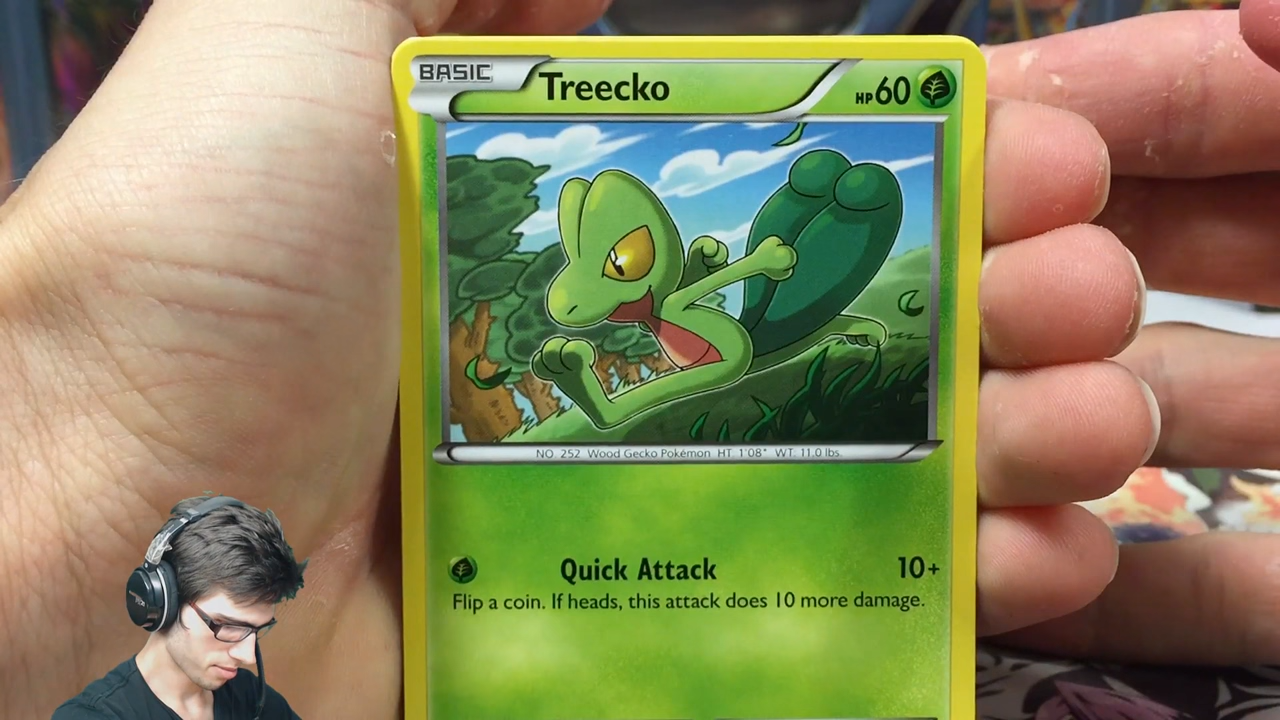 BASIC Treecko HP60
NO. 252 Wood Gecko Pokémon HT. 1'08" WT. 11.0 lbs.
Quick Attack 10+
Flip a coin. If heads, this attack does 10 more damage.